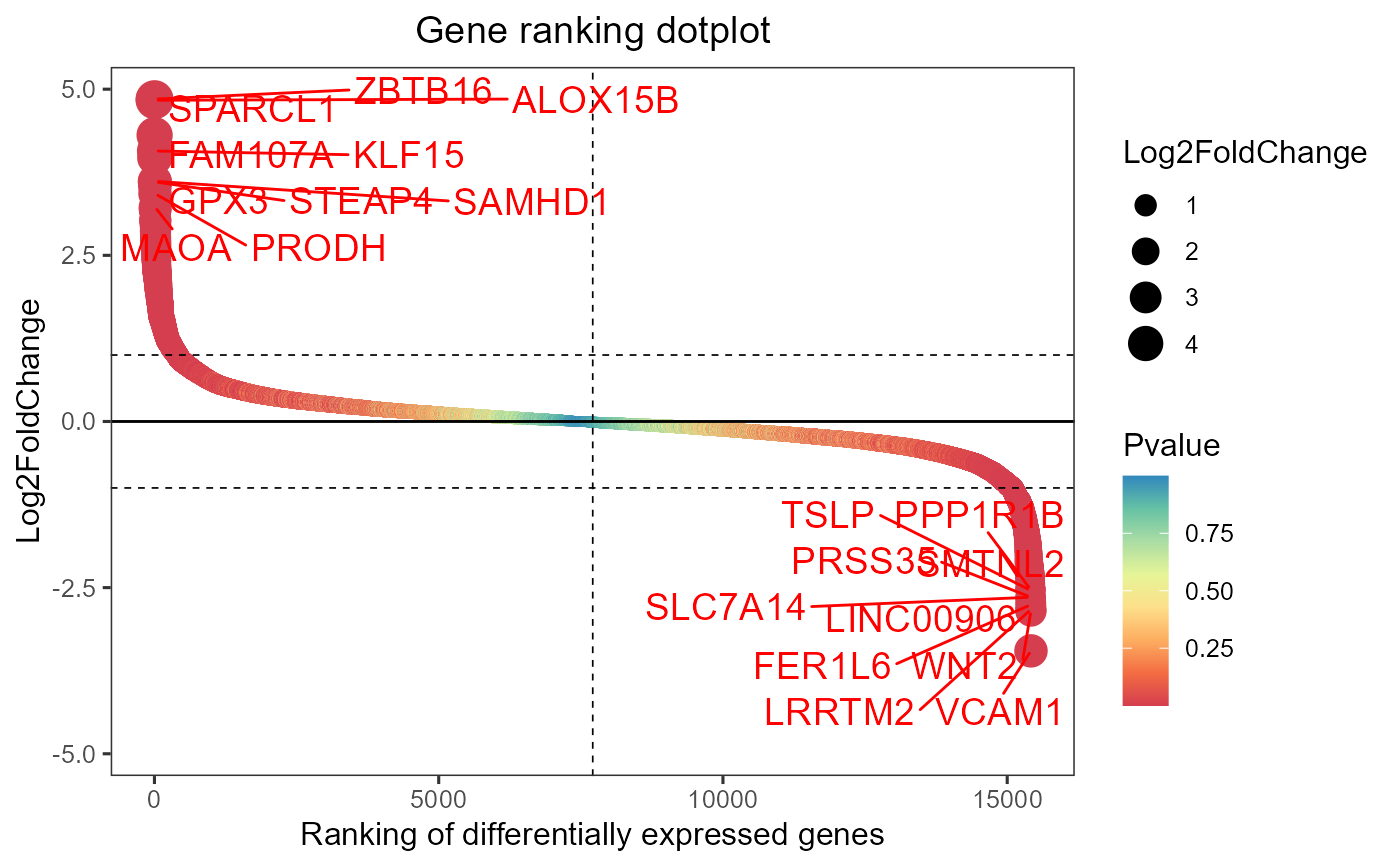 Gene ranking dotplot
5.0
2.5
0.0
-2.5
-5.0
Log2FoldChange
ZBTB16
SPARCL1
ALOX15B
FAM107A
KLF15
GPX3
STEAP4
SAMHD1
MAOA
PRODH
TSLP
PPP1R1B
PRSS35
SMTNL2
SLC7A14
LINC00906
FER1L6
WNT2
LRRTM2
VCAM1
0
5000
10000
15000
Ranking of differentially expressed genes
Log2FoldChange
1
2
3
4
Pvalue
0.75
0.50
0.25